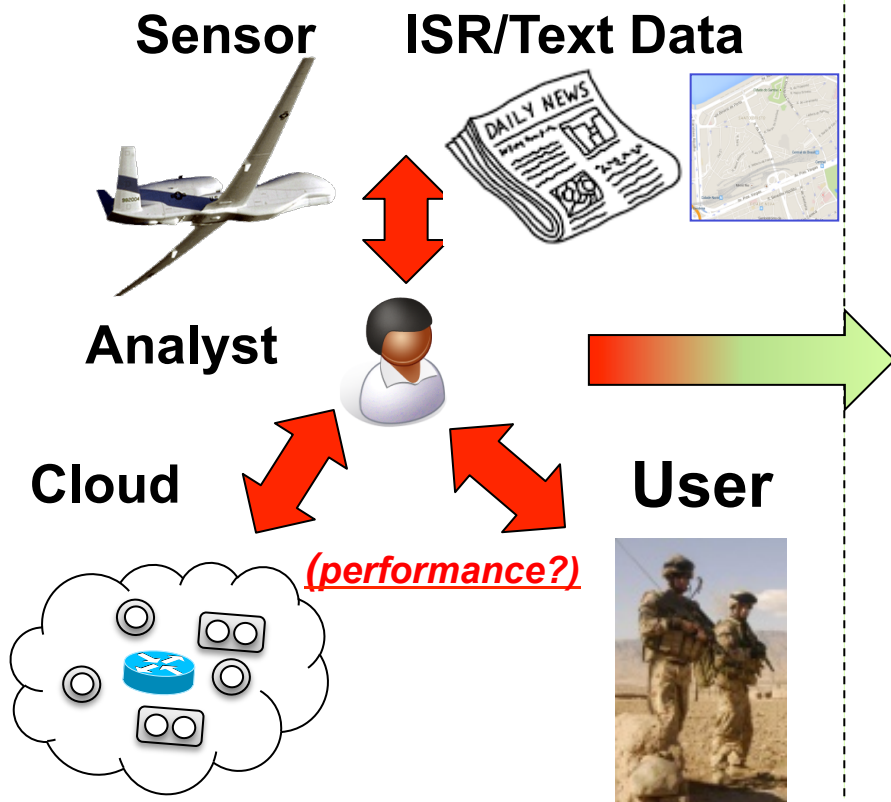 Sensor
ISR/Text Data
DAILY NEWS
Analyst
Cloud
User
(performance?)